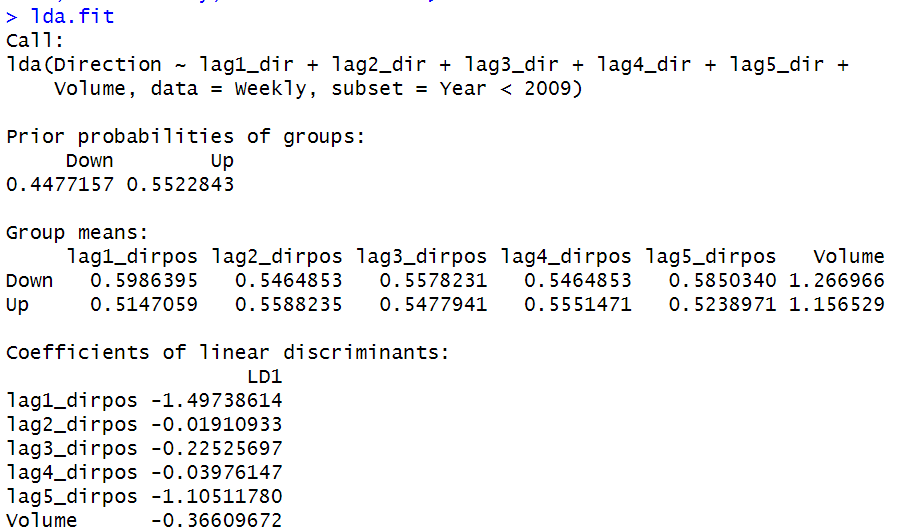 > lda.fit
Call:
lda(Direction ~ lag1_dir + lag2_dir + lag3_dir + lag4_dir + lag5_dir +
    Volume, data = Weekly, subset = Year < 2009)
Prior probabilities of groups:
     Down        Up
0.4477157 0.5522843
Group means:
     lag1_dirpos lag2_dirpos lag3_dirpos lag4_dirpos lag5_dirpos   Volume
Down   0.5986395   0.5464853   0.5578231   0.5464853   0.5850340 1.266966
Up     0.5147059   0.5588235   0.5477941   0.5551471   0.5238971 1.156529
Coefficients of linear discriminants:
                    LD1
lag1_dirpos -1.49738614
lag2_dirpos -0.01910933
lag3_dirpos -0.22525697
lag4_dirpos -0.03976147
lag5_dirpos -1.10511780
Volume      -0.36609672